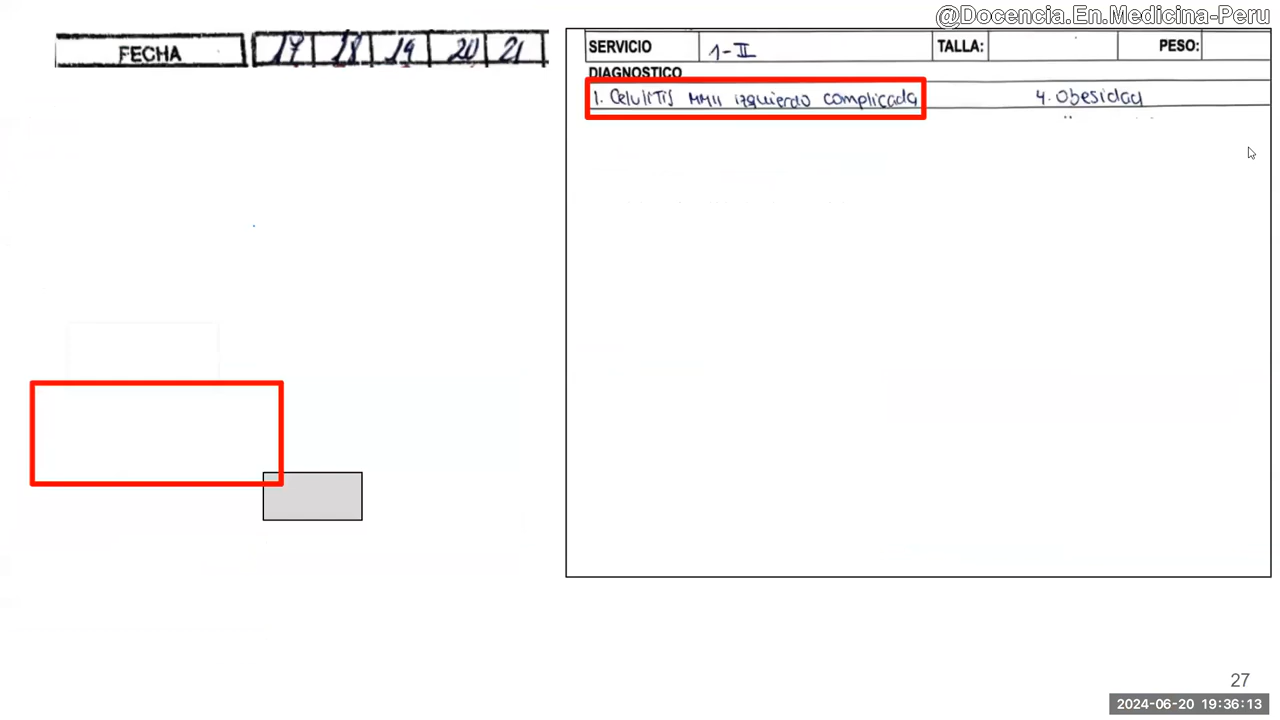 @Docencia.En.Medicina-Peru
FECHA 17 18 19 20 21
SERVICIO 1-II TALLA: PESO:
DIAGNOSTICO
1. Celulitis MMII izquierdo complicada 4. Obesidad
27
2024-06-20 19:36:13